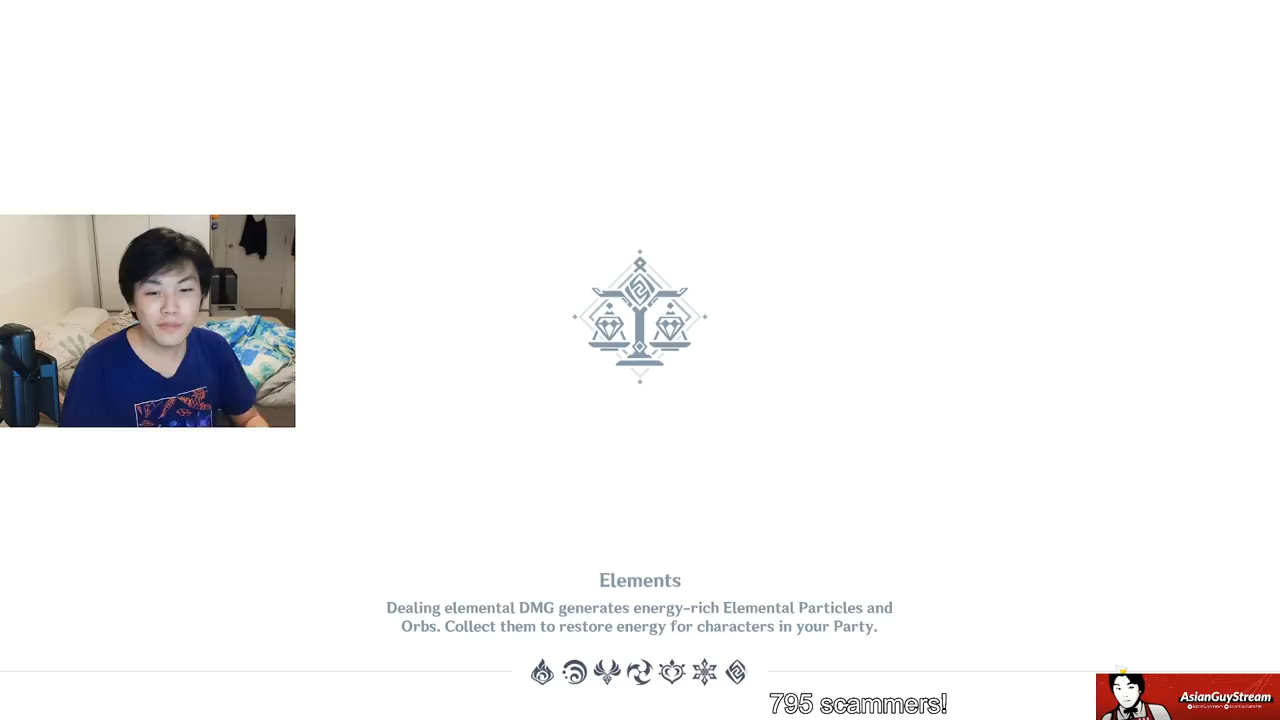 Elements
Dealing elemental DMG generates energy-rich Elemental Particles and
Orbs. Collect them to restore energy for characters in your Party.
795 scammers!
AsianGuyStream